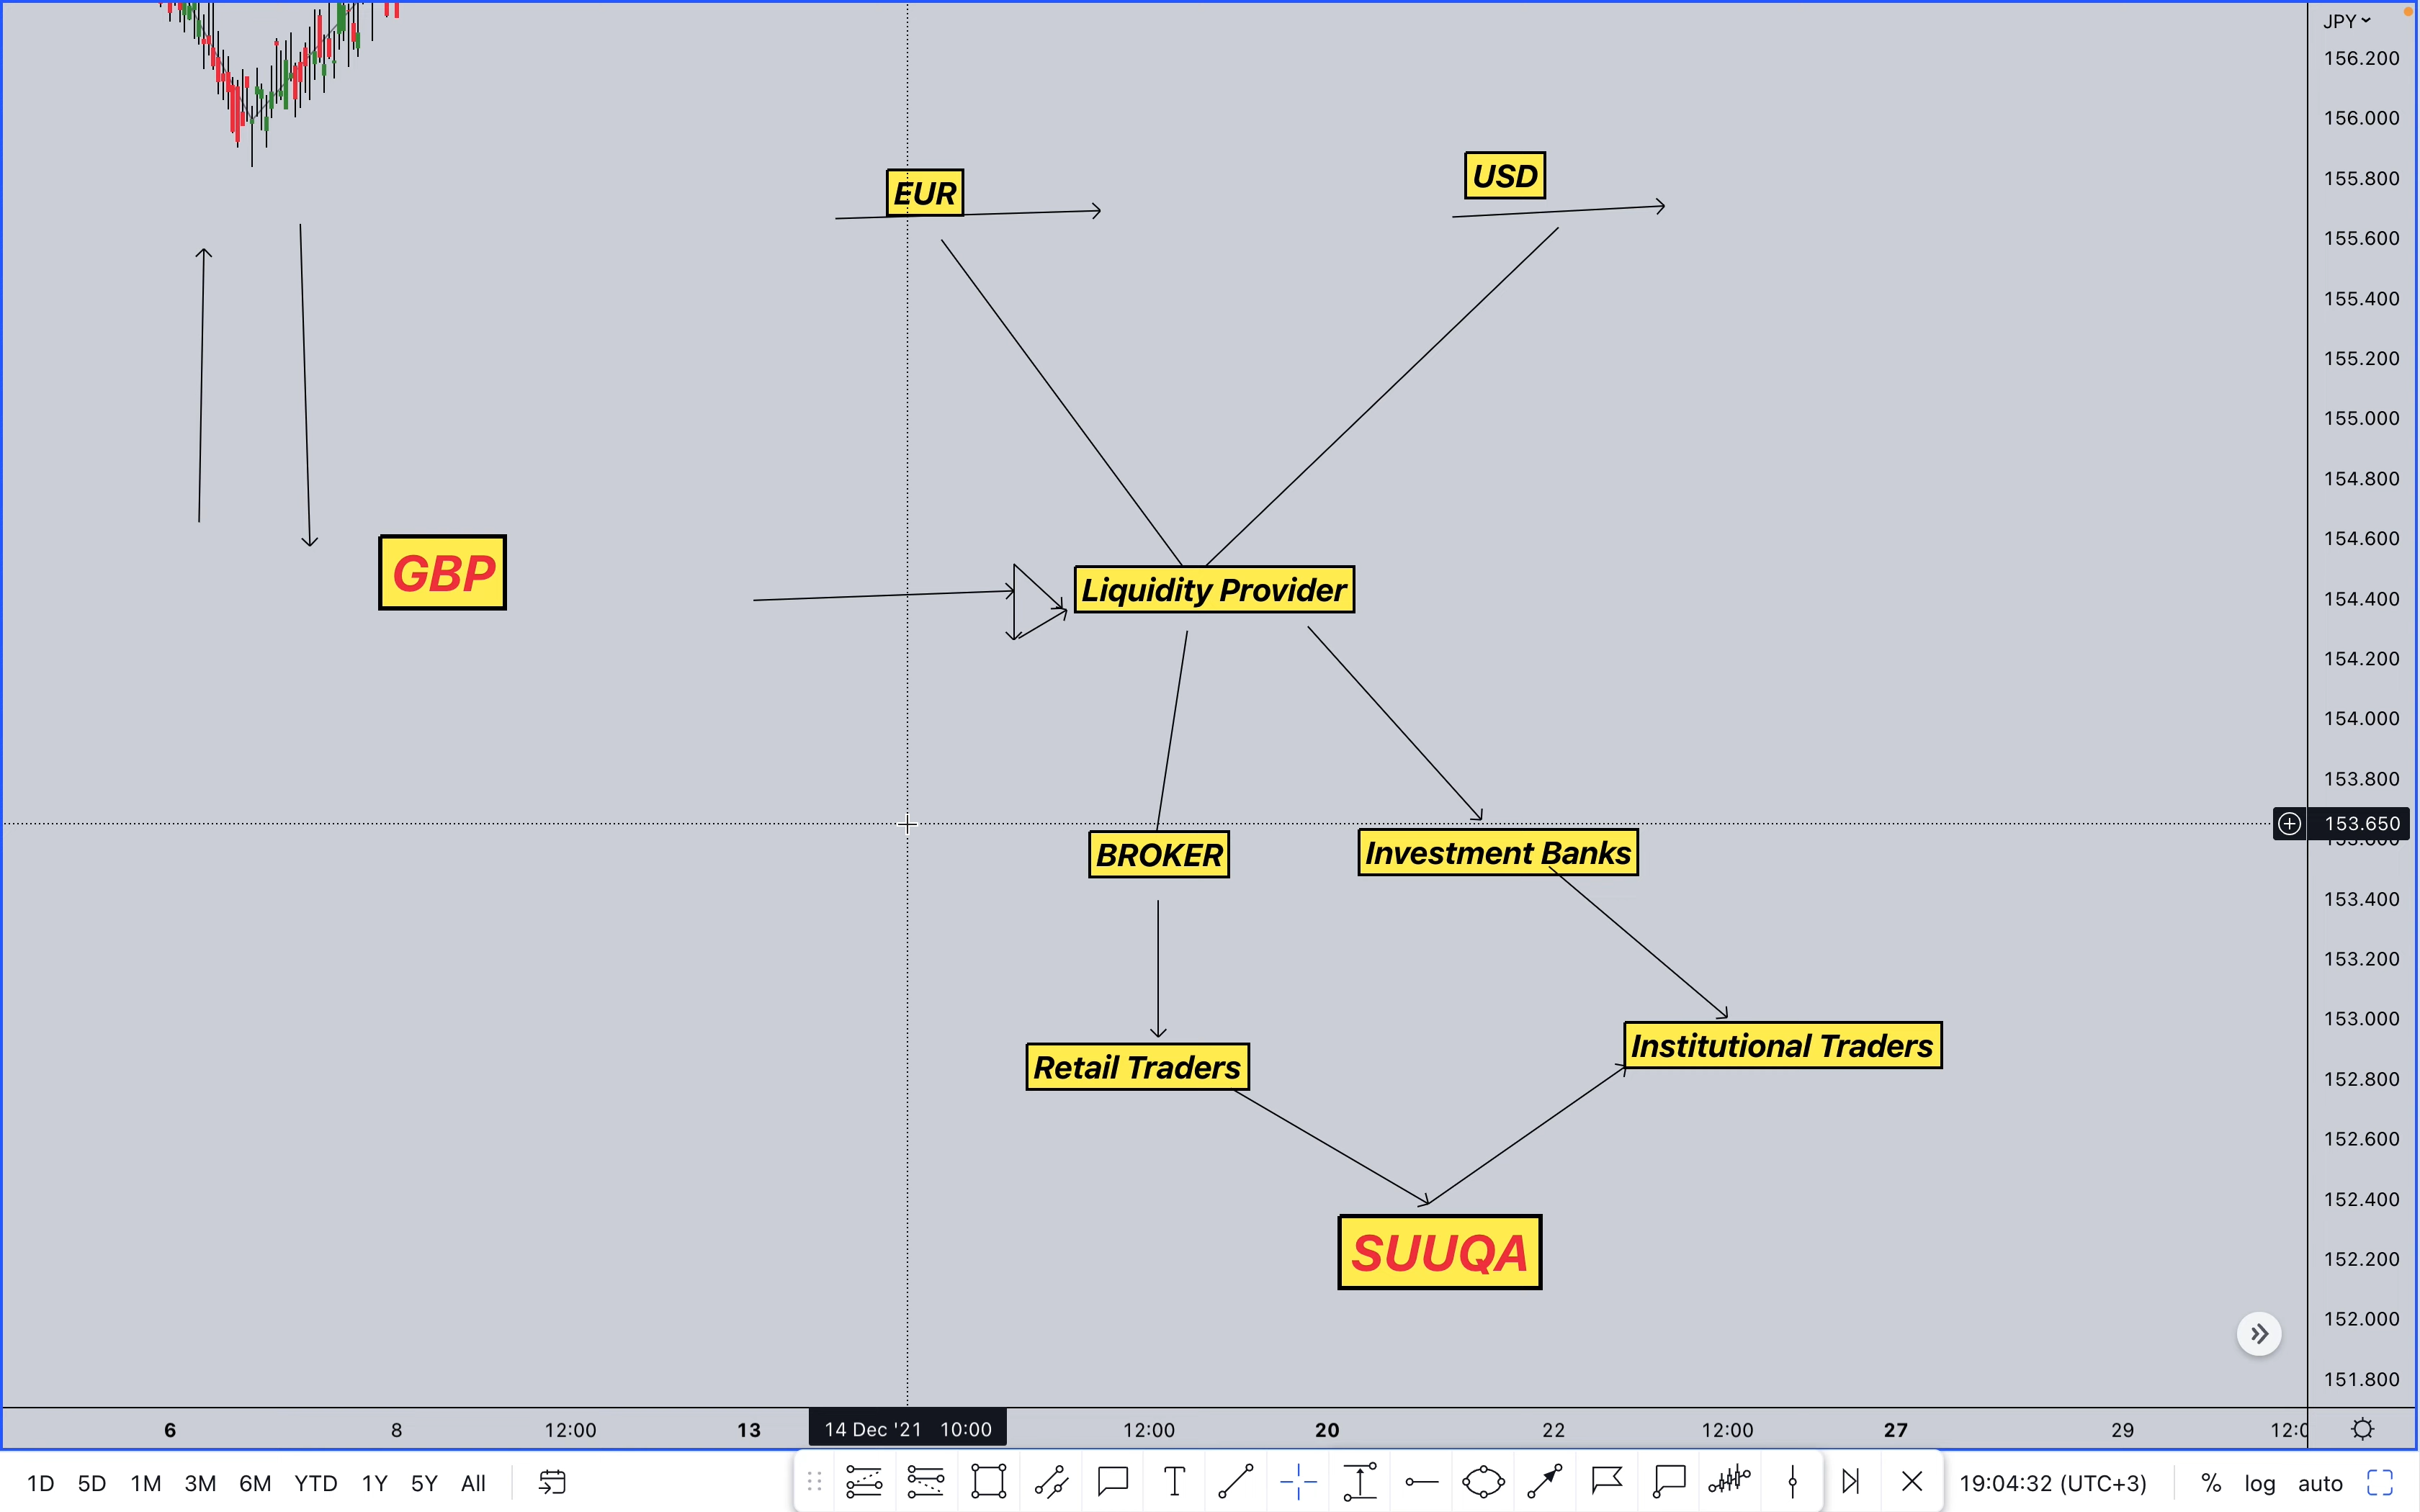 JPY
156.200
156.000
155.800
155.600
155.400
155.200
155.000
154.800
154.600
154.400
154.200
154.000
153.800
153.650
153.400
153.200
153.000
152.800
152.600
152.400
152.200
152.000
151.800
EUR
USD
GBP
Liquidity Provider
BROKER
Investment Banks
Retail Traders
Institutional Traders
SUUQA
6 8 12:00 13 14 Dec '21 10:00 12:00 20 22 12:00 27 29
1D 5D 1M 3M 6M YTD 1Y 5Y All T 19:04:32 (UTC+3) % log auto